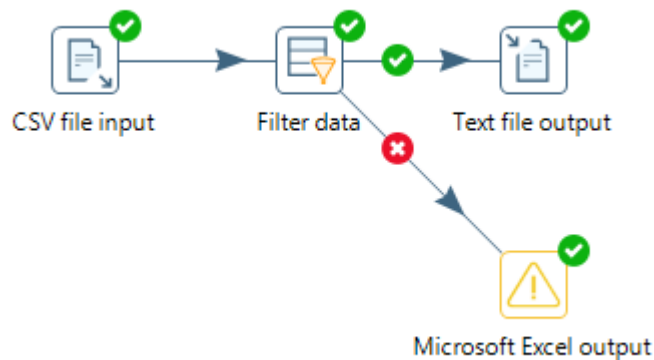 CSV file input
Filter data
Text file output
Microsoft Excel output